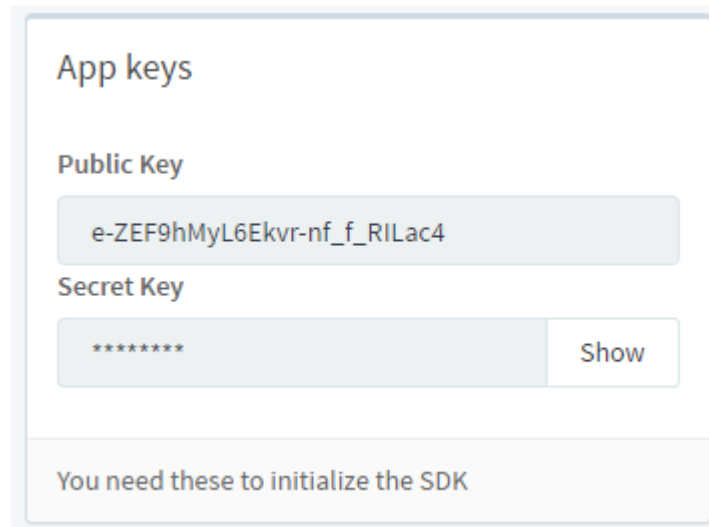 App keys
Public Key
e-ZEF9hMyL6Ekvr-nf_f_RILac4
Secret Key
********
Show
You need these to initialize the SDK